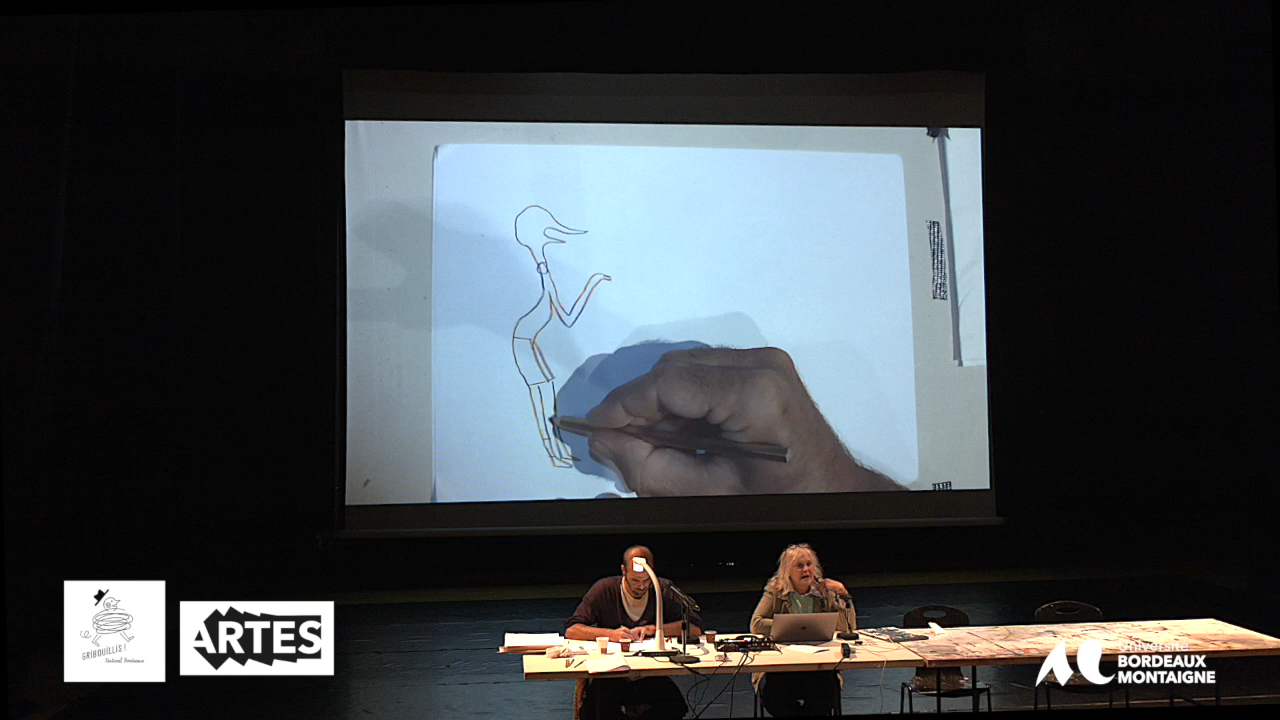 GRIBOUILLIS!
Festival Bordeaux
ARTES
Université
BORDEAUX
MONTAIGNE